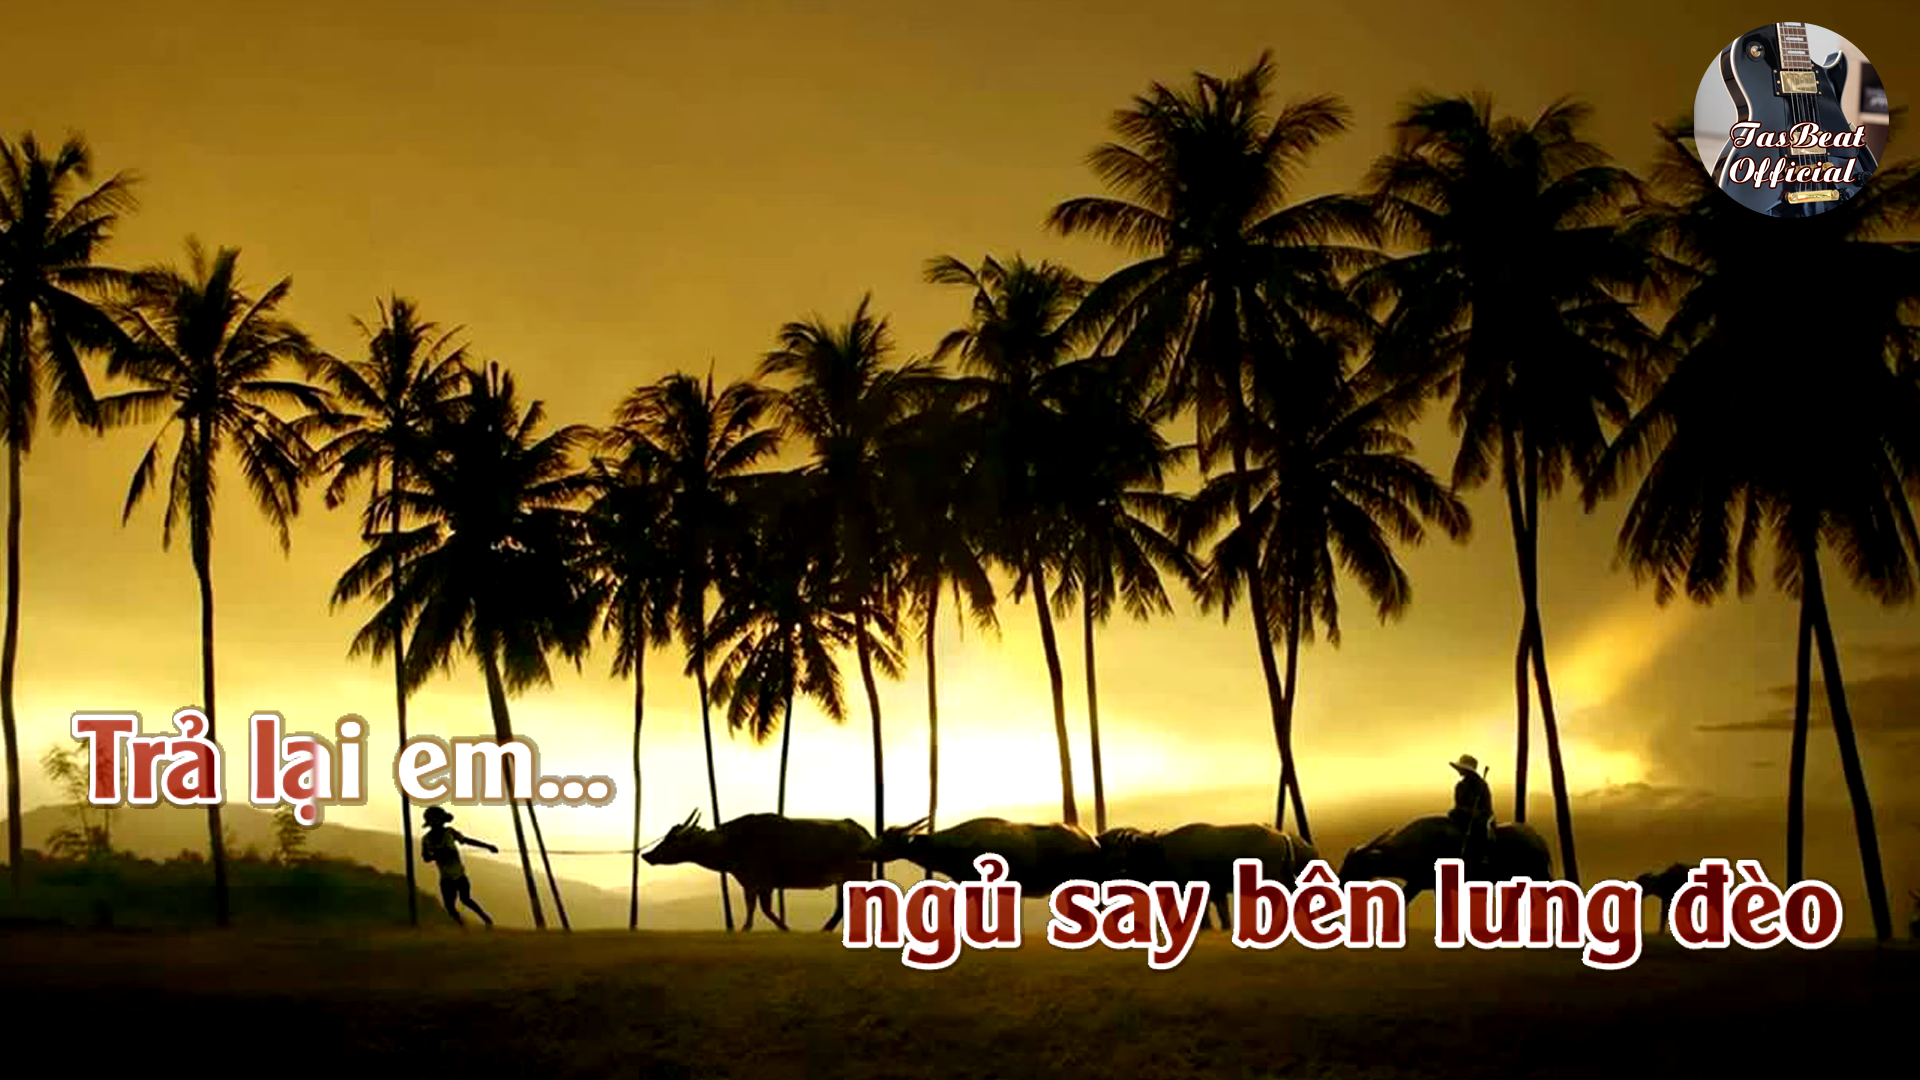 TasBeat
Official
Trả lại em...
ngủ say bên lưng đèo